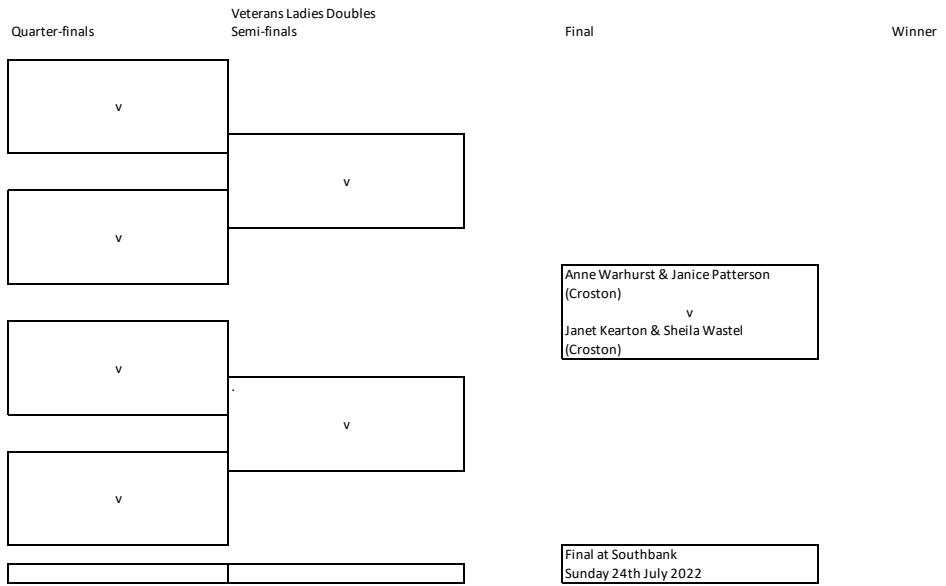 Veterans Ladies Doubles
Quarter-finals Semi-finals Final Winner
v
v
v
Anne Warhurst & Janice Patterson
(Croston)
v
Janet Kearton & Sheila Wastel
(Croston)
v
.
v
v
Final at Southbank
Sunday 24th July 2022